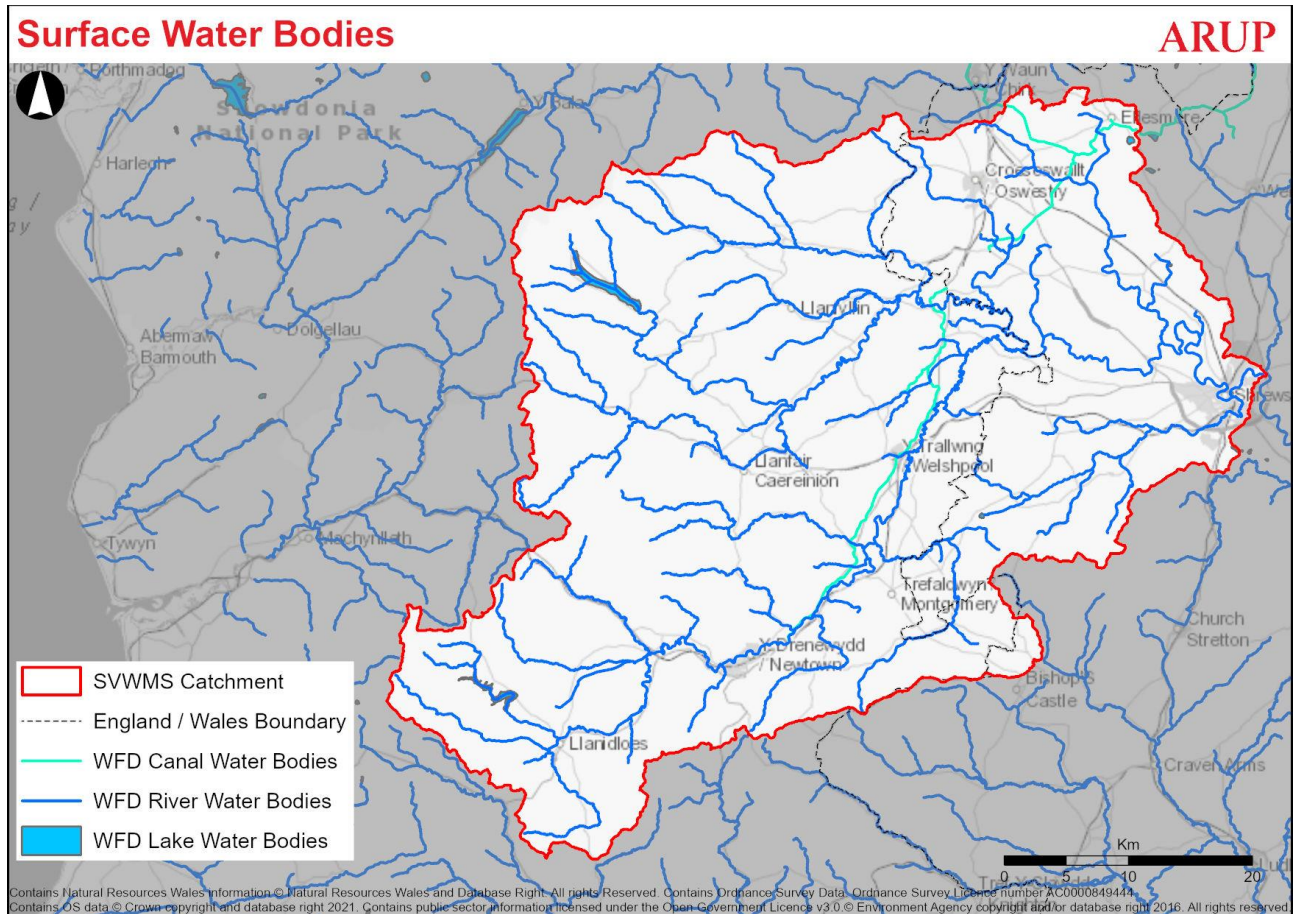 Surface Water Bodies
ARUP
Porthmadog
Snowdonia
National Park
Y Bala
Y Waun
Harlech
Ellesmere
Croesoswallt
/ Oswestry
Abermaw
Barmouth
Dolgellau
Llanfyllin
Shrews
Llanfair
Caereinion
Y Trallwng
Welshpool
Tywyn
Machynlleth
Trefaldwyn
Montgomery
Church
Stretton
Y Drenewydd
/ Newtown
Bishop's
Castle
Llanidloes
Craven Arms
SVWMS Catchment
England / Wales Boundary
WFD Canal Water Bodies
WFD River Water Bodies
WFD Lake Water Bodies
Km
0 5 10 20
Contains Natural Resources Wales information © Natural Resources Wales and Database Right. All rights Reserved. Contains Ordnance Survey Data. Ordnance Survey Licence number AC0000849444.
Contains OS data © Crown copyright and database right 2021. Contains public sector information licensed under the Open Government Licence v3.0 © Environment Agency copyright and/or database right 2016. All rights reserved